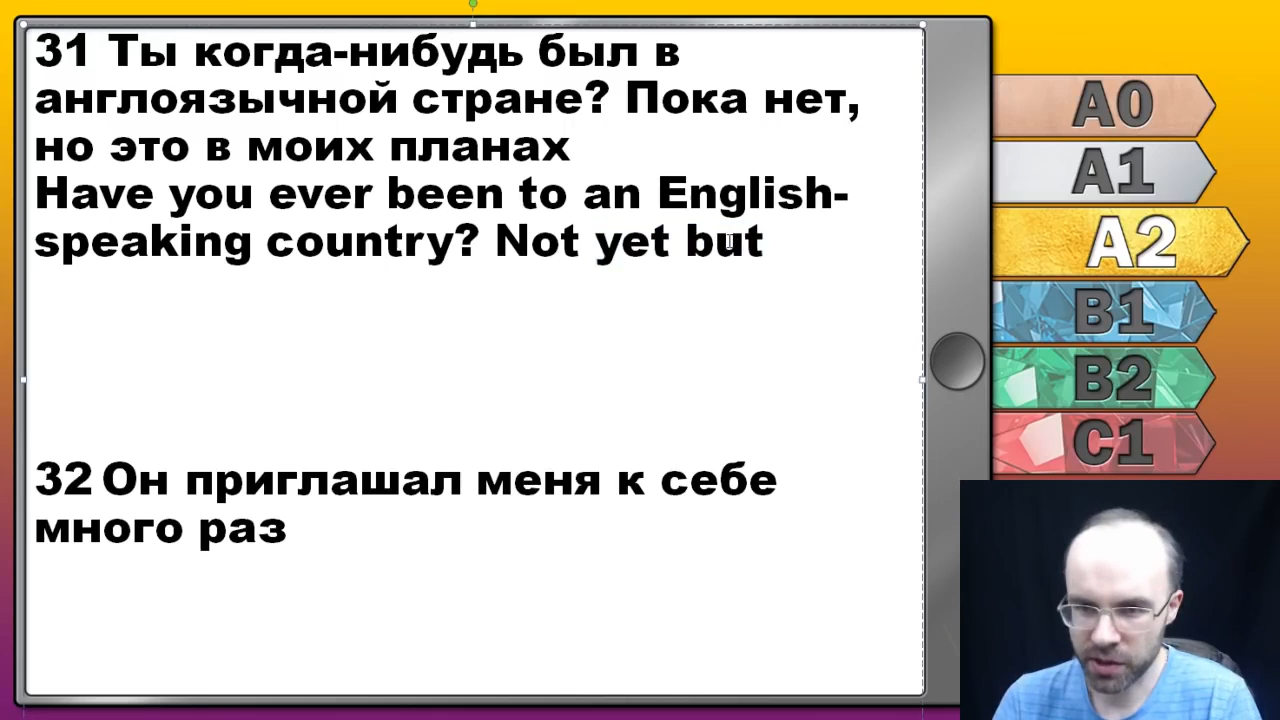 31 Ты когда-нибудь был в
англоязычной стране? Пока нет,
но это в моих планах
Have you ever been to an English-
speaking country? Not yet but
32 Он приглашал меня к себе
много раз
A0
A1
A2
B1
B2
C1